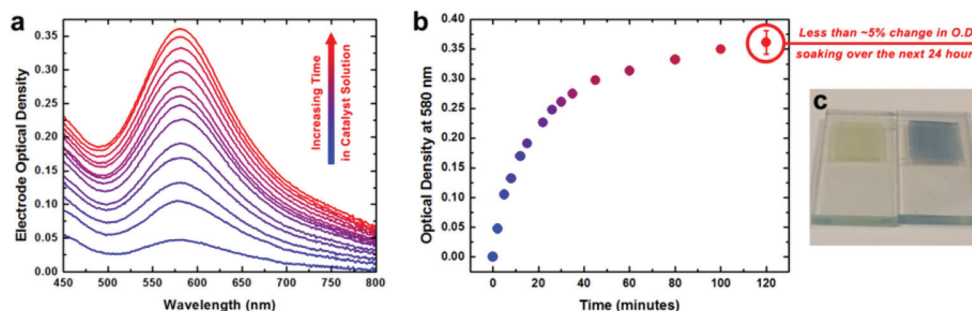 a
0.35
0.30
0.25
0.20
0.15
0.10
0.05
0.00
Electrode Optical Density
450 500 550 600 650 700 750 800
Wavelength (nm)
Increasing Time
in Catalyst Solution
b
0.40
0.35
0.30
0.25
0.20
0.15
0.10
0.05
0.00
Optical Density at 580 nm
0 20 40 60 80 100 120
Time (minutes)
Less than ~5% change in O.D
soaking over the next 24 hour
c